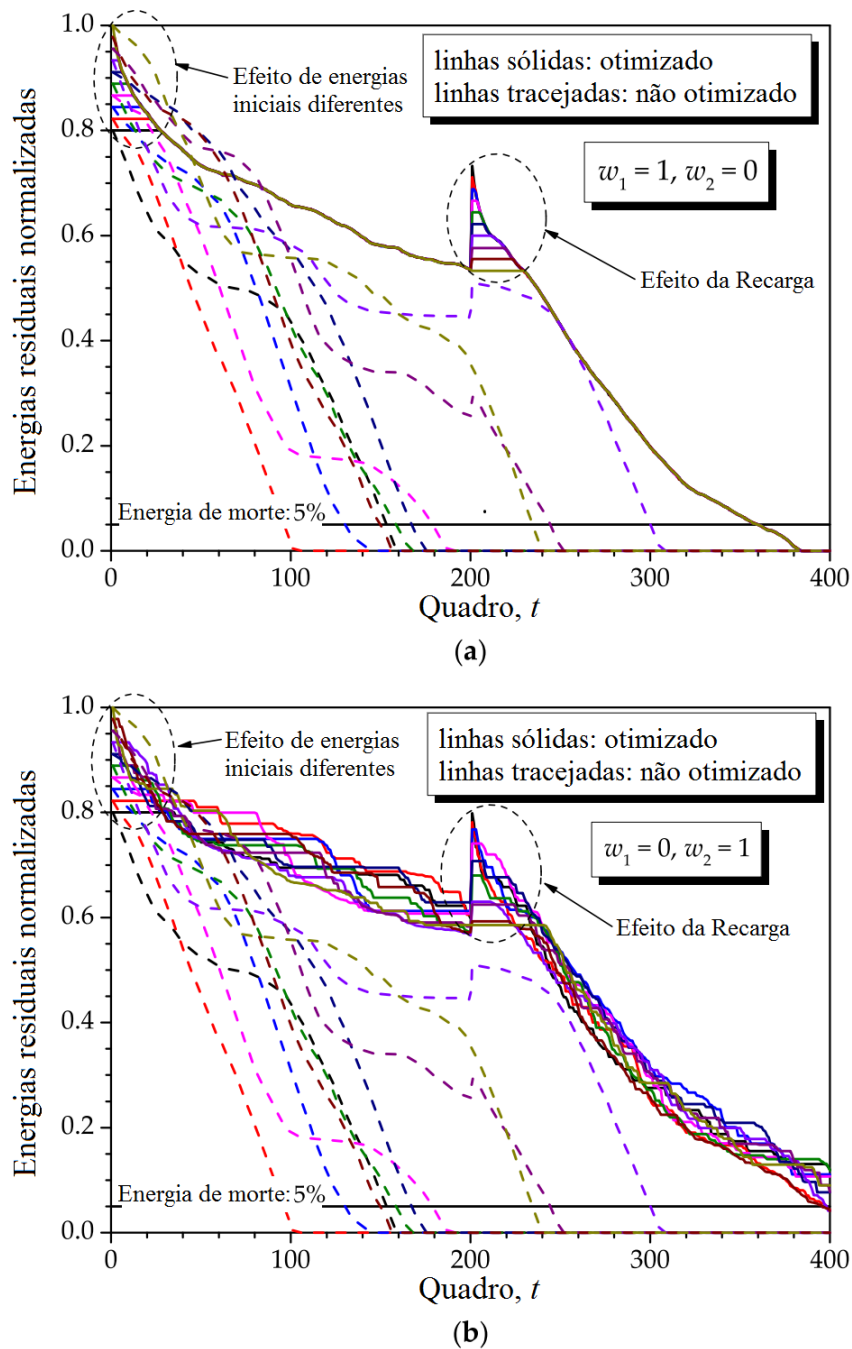 1.0
0.8
0.6
0.4
0.2
0.0
Energias residuais normalizadas
Efeito de energias
iniciais diferentes
linhas sólidas: otimizado
linhas tracejadas: não otimizado
w1 = 1, w2 = 0
Efeito da Recarga
Energia de morte:5%
0 100 200 300 400
Quadro, t
(a)
1.0
0.8
0.6
0.4
0.2
0.0
Energias residuais normalizadas
Efeito de energias
iniciais diferentes
linhas sólidas: otimizado
linhas tracejadas: não otimizado
w1 = 0, w2 = 1
Efeito da Recarga
Energia de morte:5%
0 100 200 300 400
Quadro, t
(b)